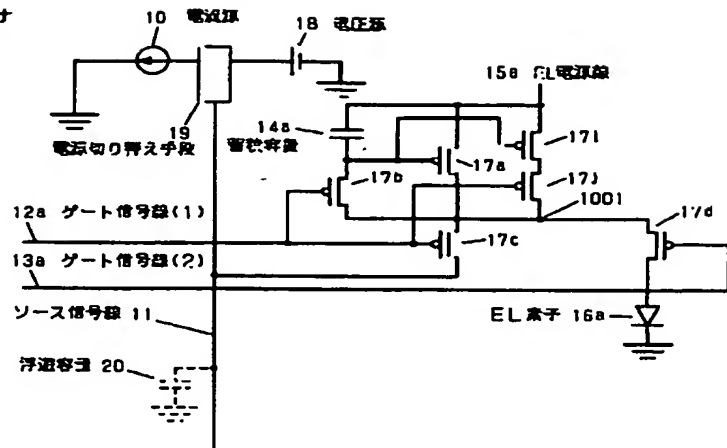 10 電流源
18 電圧源
15a EL電源線
19
電源切り替え手段
14a
蓄積容量
17i
17a
17b
17j
1001
17d
12a ゲート信号線(1)
17c
13a ゲート信号線(2)
ソース信号線 11
EL素子 16a
浮遊容量 20